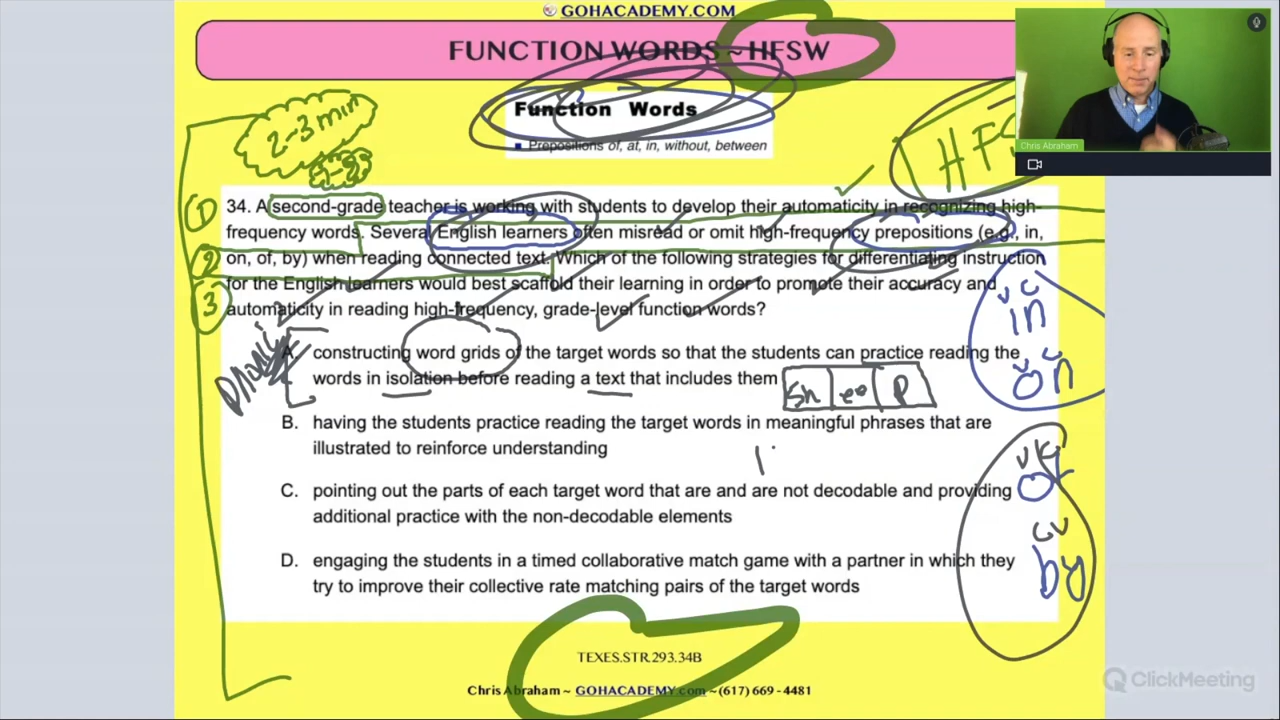 © GOHACADEMY.COM
FUNCTION WORDS ~ HFSW
Function Words
Prepositions of, at, in, without, between
2-3 min
HFS
Chris Abraham
1
34. A second-grade teacher is working with students to develop their automaticity in recognizing high-
frequency words. Several English learners often misread or omit high-frequency prepositions (e.g., in,
2
on, of, by) when reading connected text. Which of the following strategies for differentiating instruction
for the English learners would best scaffold their learning in order to promote their accuracy and
3
automaticity in reading high-frequency, grade-level function words?
v c
in
v c
on
A. constructing word grids of the target words so that the students can practice reading the
words in isolation before reading a text that includes them
sh ee p
B. having the students practice reading the target words in meaningful phrases that are
illustrated to reinforce understanding
C. pointing out the parts of each target word that are and are not decodable and providing
additional practice with the non-decodable elements
of
cv
by
D. engaging the students in a timed collaborative match game with a partner in which they
try to improve their collective rate matching pairs of the target words
TEXES.STR.293.34B
Chris Abraham ~ GOHACADEMY.com ~(617) 669 - 4481
ClickMeeting